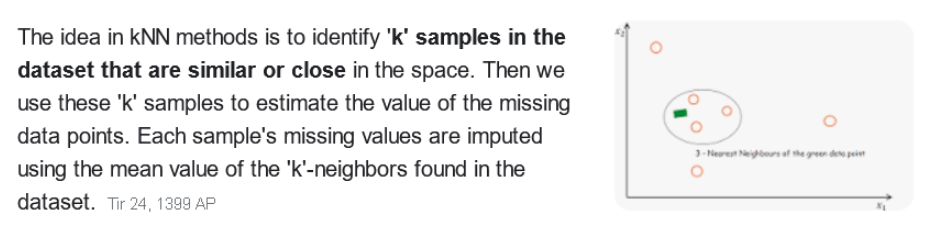 The idea in kNN methods is to identify 'k' samples in the
dataset that are similar or close in the space. Then we
use these 'k' samples to estimate the value of the missing
data points. Each sample's missing values are imputed
using the mean value of the 'k'-neighbors found in the
dataset. Tir 24, 1399 AP
x₂
3 - Nearest Neighbours of the green data point
x₁